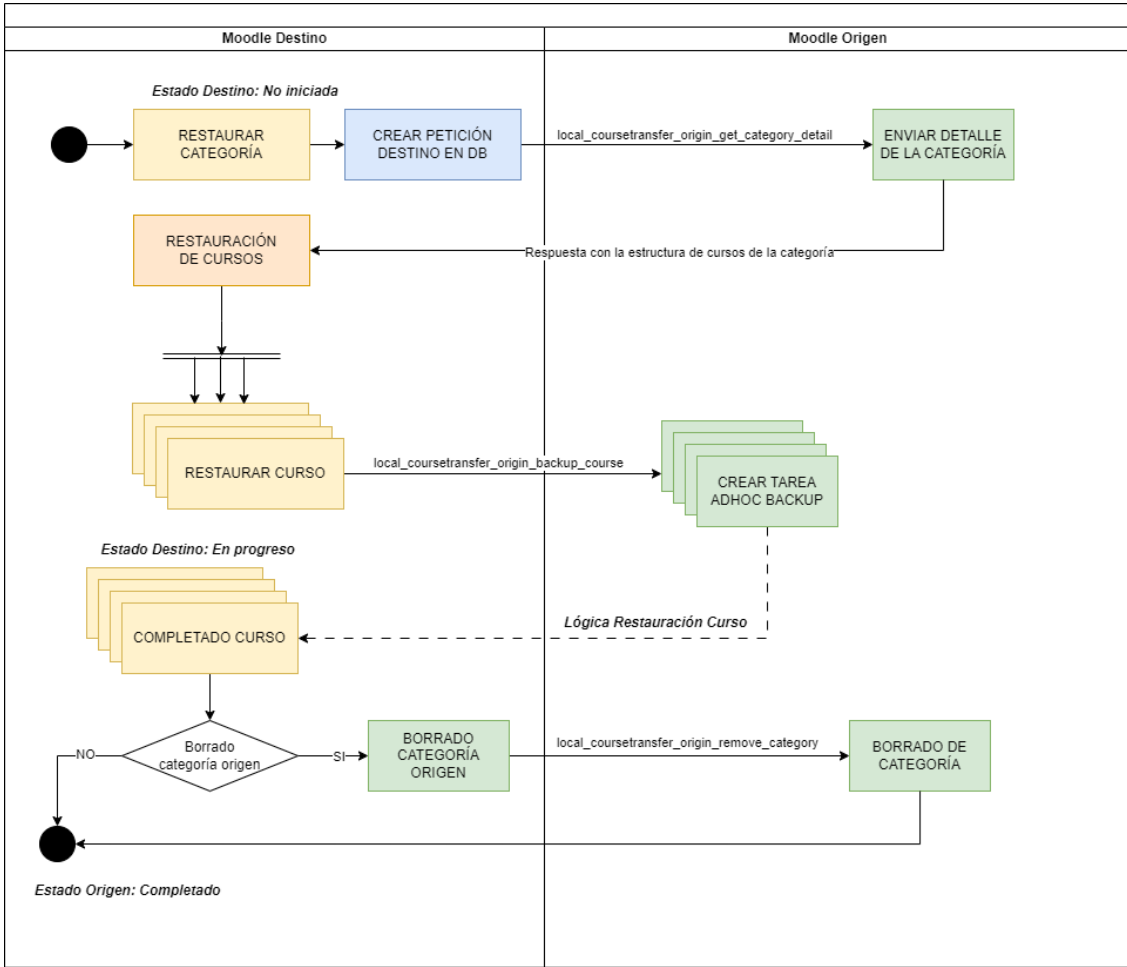 Moodle Destino
Moodle Origen
Estado Destino: No iniciada
RESTAURAR
CATEGORÍA
CREAR PETICIÓN
DESTINO EN DB
local_coursetransfer_origin_get_category_detail
ENVIAR DETALLE
DE LA CATEGORÍA
RESTAURACIÓN
DE CURSOS
Respuesta con la estructura de cursos de la categoría
RESTAURAR CURSO
local_coursetransfer_origin_backup_course
CREAR TAREA
ADHOC BACKUP
Estado Destino: En progreso
COMPLETADO CURSO
Lógica Restauración Curso
NO
Borrado
categoría origen
SI
BORRADO
CATEGORÍA
ORIGEN
local_coursetransfer_origin_remove_category
BORRADO DE
CATEGORÍA
Estado Origen: Completado